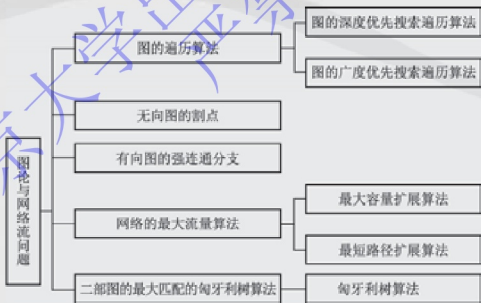 图论与网络流问题
图的遍历算法
图的深度优先搜索遍历算法
图的广度优先搜索遍历算法
无向图的割点
有向图的强连通分支
网络的最大流量算法
最大容量扩展算法
最短路径扩展算法
二部图的最大匹配的匈牙利树算法
匈牙利树算法
京大学出
严